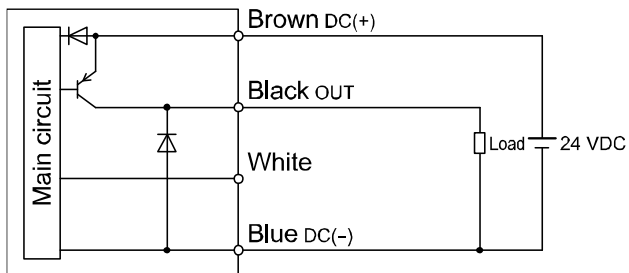 Brown DC(+)
Main circuit
Black OUT
Load
24 VDC
White
Blue DC(−)